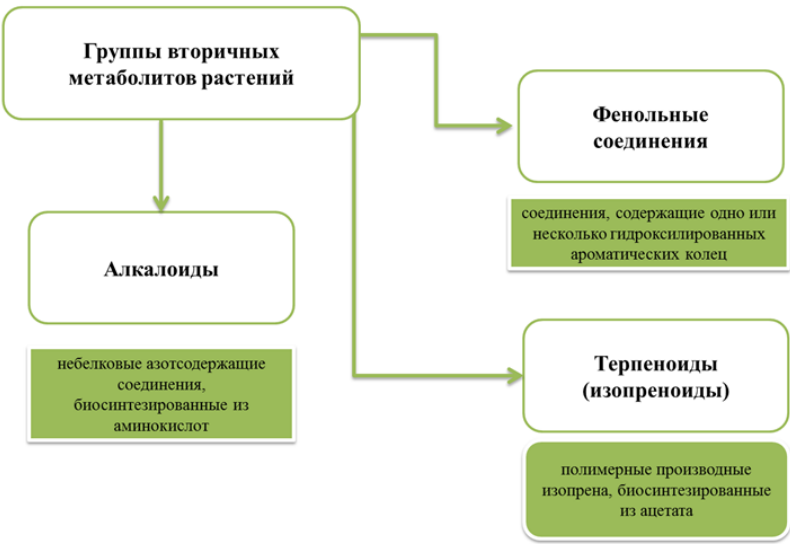 Группы вторичных
метаболитов растений
Фенольные
соединения
соединения, содержащие одно или
несколько гидроксилированных
ароматических колец
Алкалоиды
небелковые азотсодержащие
соединения,
биосинтезированные из
аминокислот
Терпеноиды
(изопреноиды)
полимерные производные
изопрена, биосинтезированные
из ацетата